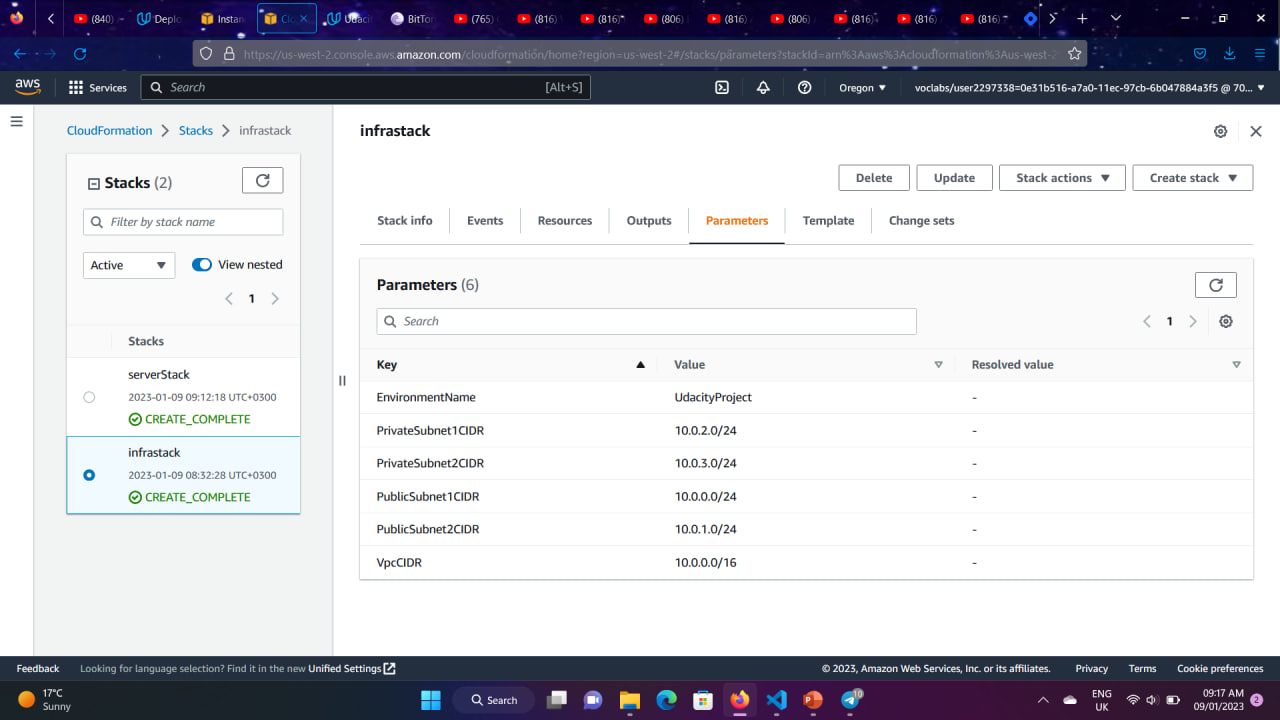 (840)
Deplo
Instan
Clo
Udaci
BitTor
(765)
(816)
(816)
(806)
(816)
(806)
(816)
(816)
(816)
https://us-west-2.console.aws.amazon.com/cloudformation/home?region=us-west-2#/stacks/parameters?stackId=arn%3Aaws%3Acloudformation%3Aus-west-2
aws
Services
Search
[Alt+S]
Oregon
voclabs/user2297338=0e31b516-a7a0-11ec-97cb-6b047884a3f5 @ 70...
CloudFormation
Stacks
infrastack
Stacks (2)
Filter by stack name
Active
View nested
1
Stacks
serverStack
2023-01-09 09:12:18 UTC+0300
CREATE_COMPLETE
infrastack
2023-01-09 08:32:28 UTC+0300
CREATE_COMPLETE
infrastack
Delete
Update
Stack actions
Create stack
Stack info
Events
Resources
Outputs
Parameters
Template
Change sets
Parameters (6)
Search
1
Key Value Resolved value
EnvironmentName UdacityProject -
PrivateSubnet1CIDR 10.0.2.0/24 -
PrivateSubnet2CIDR 10.0.3.0/24 -
PublicSubnet1CIDR 10.0.0.0/24 -
PublicSubnet2CIDR 10.0.1.0/24 -
VpcCIDR 10.0.0.0/16 -
Feedback
Looking for language selection? Find it in the new Unified Settings
© 2023, Amazon Web Services, Inc. or its affiliates.
Privacy
Terms
Cookie preferences
17°C
Sunny
Search
10
ENG
UK
09:17 AM
09/01/2023
2